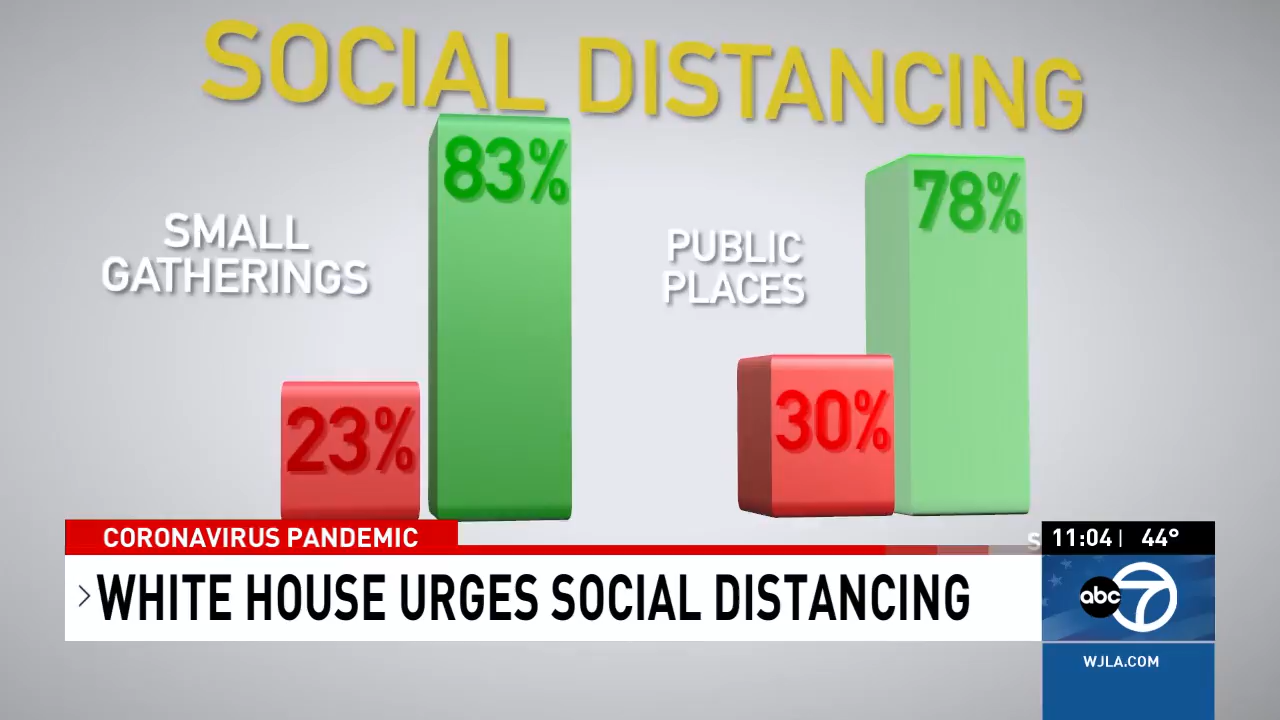 SOCIAL DISTANCING
83%
78%
SMALL
GATHERINGS
PUBLIC
PLACES
23%
30%
CORONAVIRUS PANDEMIC
S
11:04 | 44°
>WHITE HOUSE URGES SOCIAL DISTANCING
abc 7
WJLA.COM